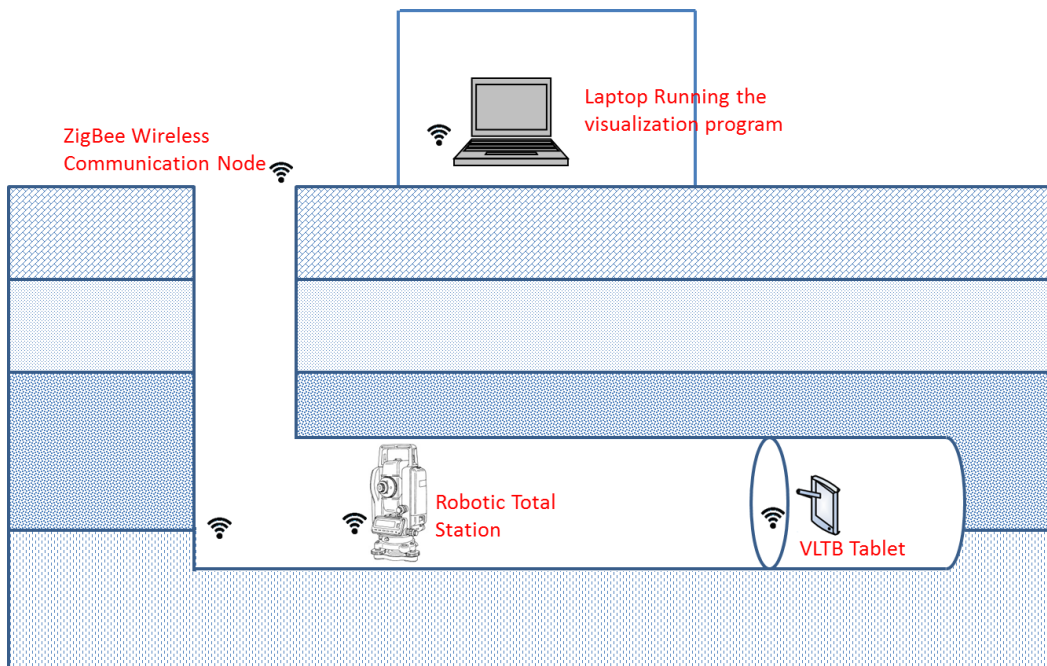 Laptop Running the
visualization program
ZigBee Wireless
Communication Node
Robotic Total
Station
VLTB Tablet